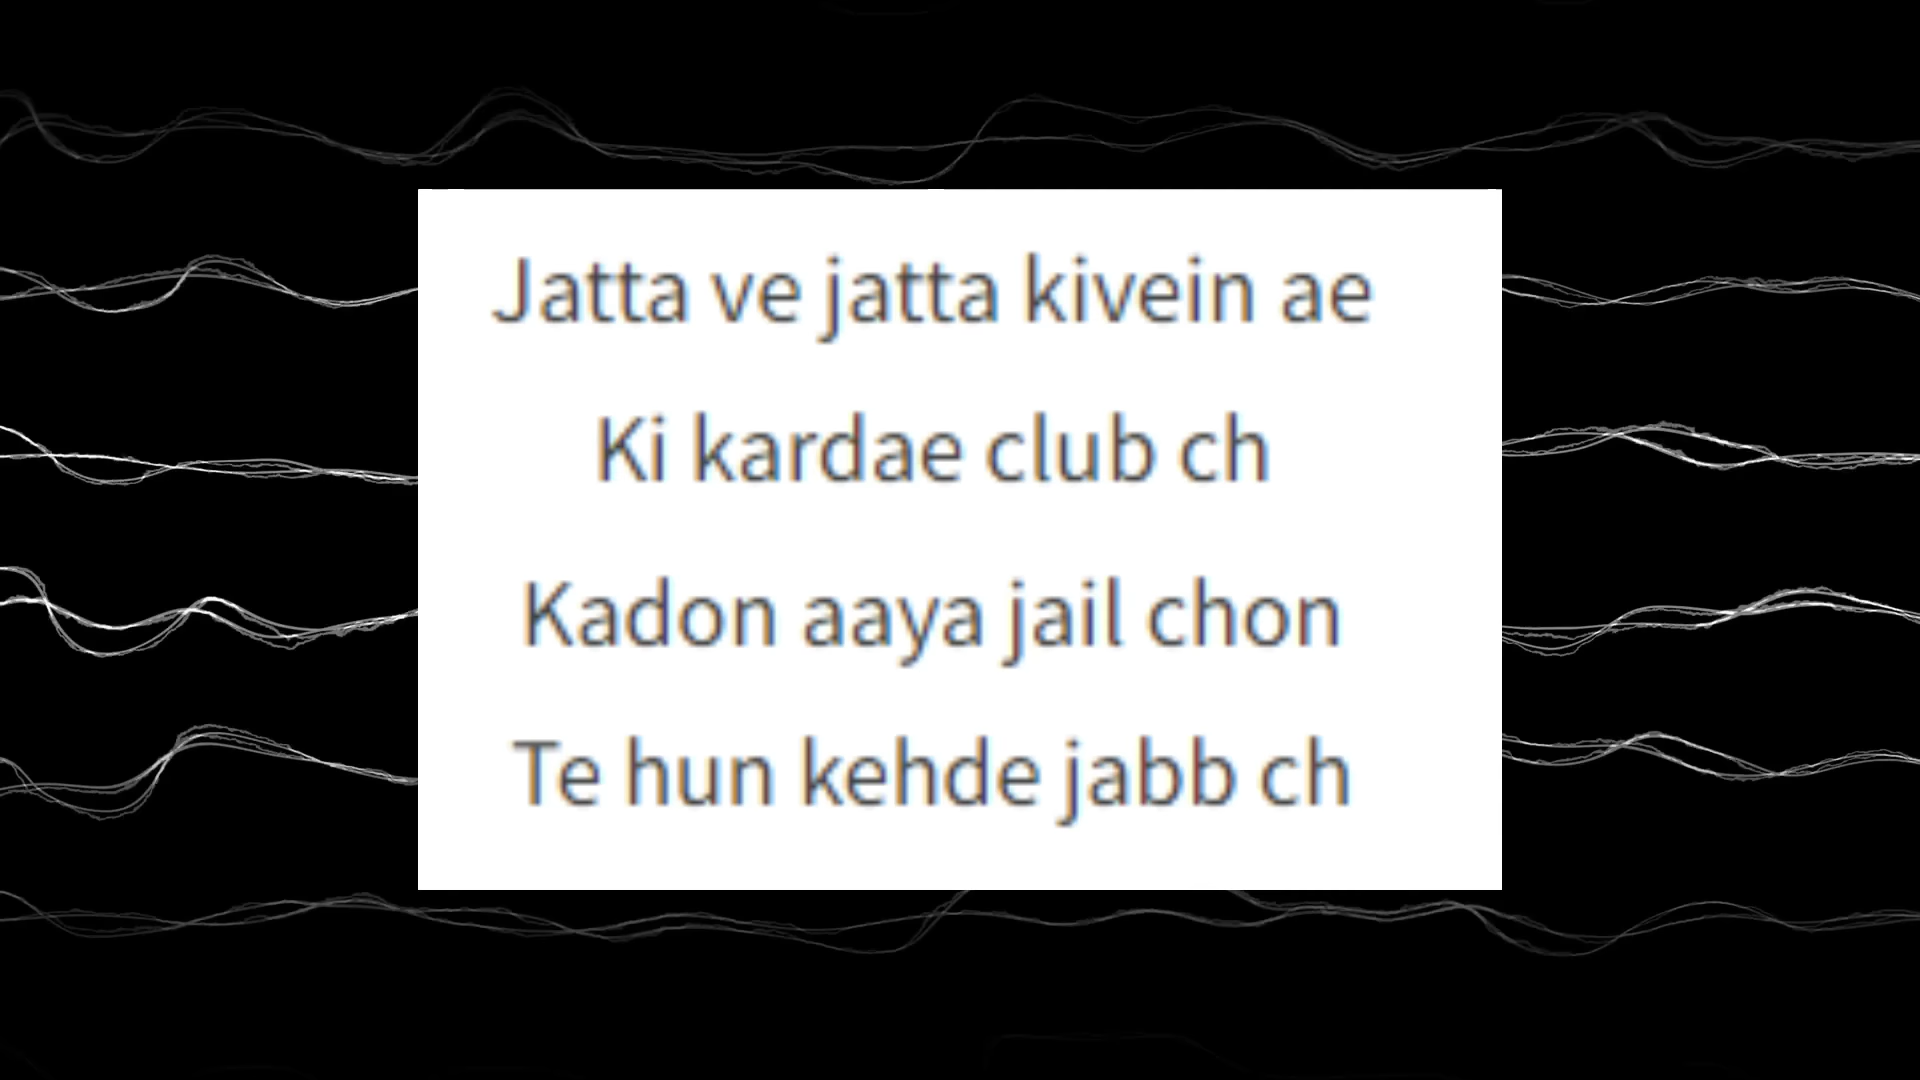 Jatta ve jatta kivein ae
Ki kardae club ch
Kadon aaya jail chon
Te hun kehde jabb ch